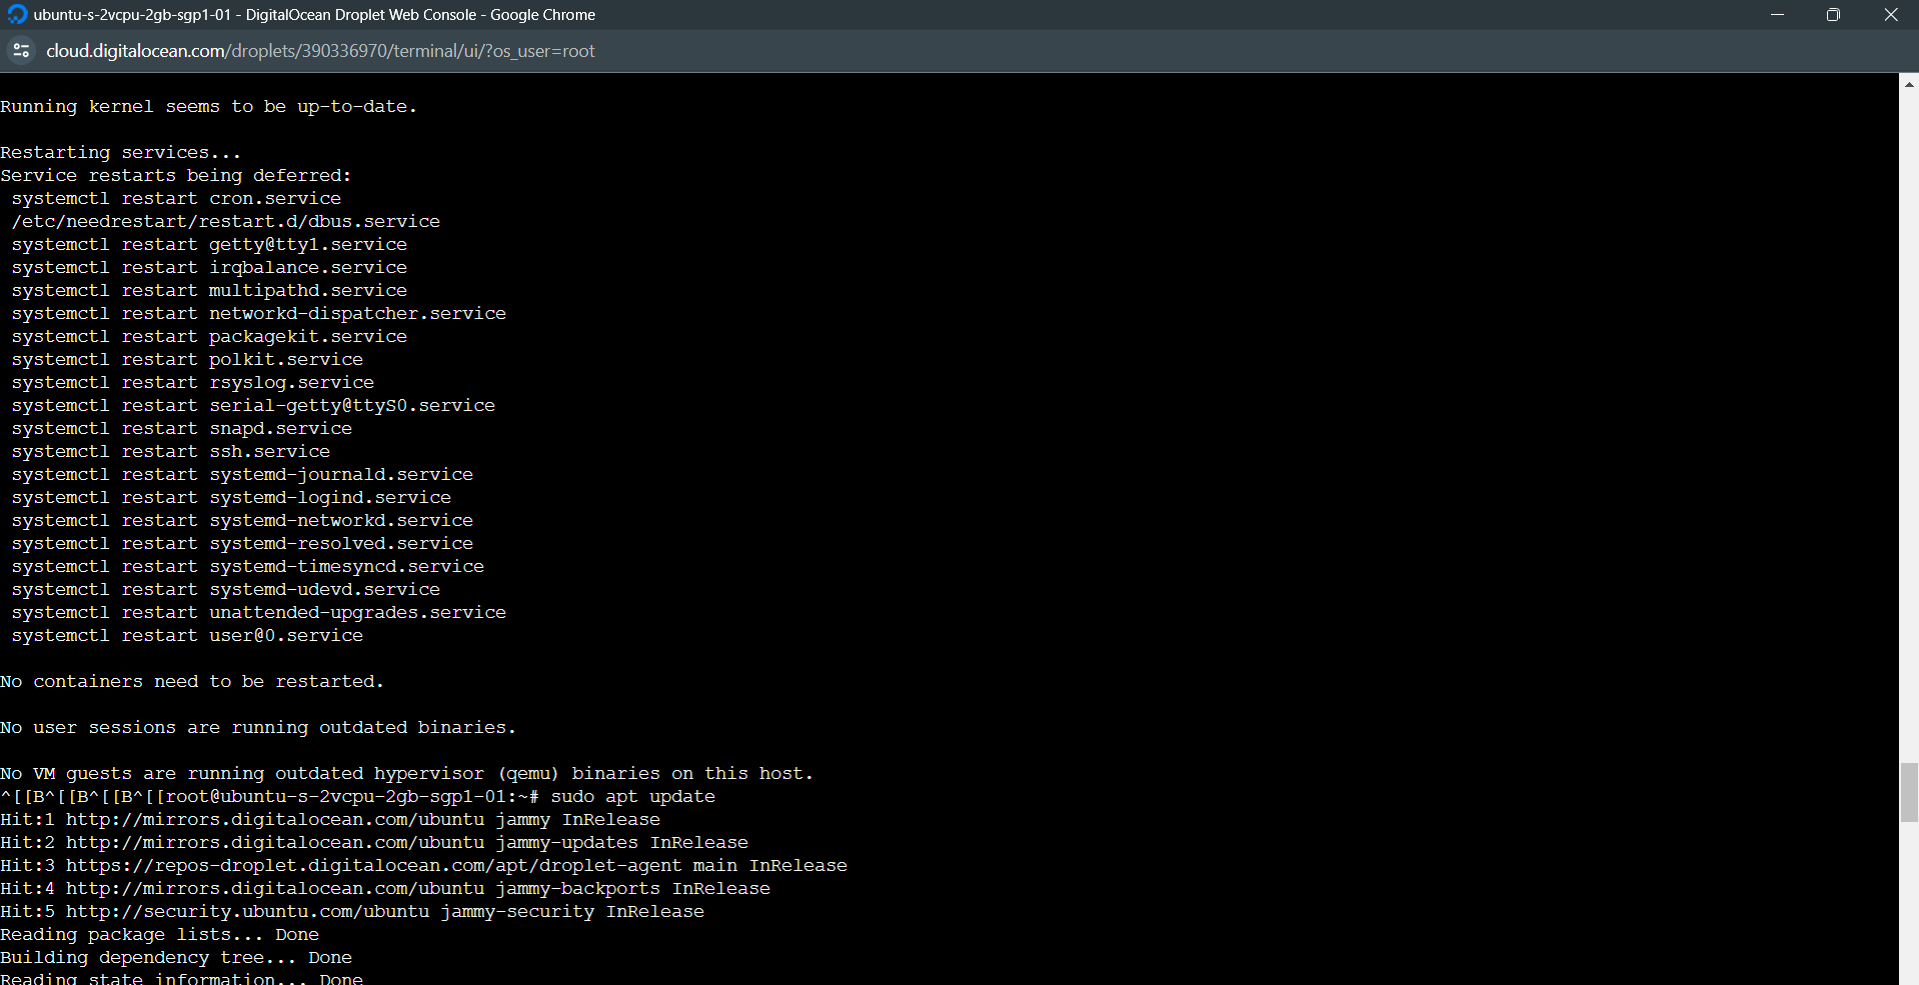 ubuntu-s-2vcpu-2gb-sgp1-01 - DigitalOcean Droplet Web Console - Google Chrome
cloud.digitalocean.com/droplets/390336970/terminal/ui/?os_user=root
Running kernel seems to be up-to-date.
Restarting services...
Service restarts being deferred:
systemctl restart cron.service
/etc/needrestart/restart.d/dbus.service
systemctl restart getty@tty1.service
systemctl restart irqbalance.service
systemctl restart multipathd.service
systemctl restart networkd-dispatcher.service
systemctl restart packagekit.service
systemctl restart polkit.service
systemctl restart rsyslog.service
systemctl restart serial-getty@ttyS0.service
systemctl restart snapd.service
systemctl restart ssh.service
systemctl restart systemd-journald.service
systemctl restart systemd-logind.service
systemctl restart systemd-networkd.service
systemctl restart systemd-resolved.service
systemctl restart systemd-timesyncd.service
systemctl restart systemd-udevd.service
systemctl restart unattended-upgrades.service
systemctl restart user@0.service
No containers need to be restarted.
No user sessions are running outdated binaries.
No VM guests are running outdated hypervisor (qemu) binaries on this host.
^[[B^[[B^[[B^[[root@ubuntu-s-2vcpu-2gb-sgp1-01:~# sudo apt update
Hit:1 http://mirrors.digitalocean.com/ubuntu jammy InRelease
Hit:2 http://mirrors.digitalocean.com/ubuntu jammy-updates InRelease
Hit:3 https://repos-droplet.digitalocean.com/apt/droplet-agent main InRelease
Hit:4 http://mirrors.digitalocean.com/ubuntu jammy-backports InRelease
Hit:5 http://security.ubuntu.com/ubuntu jammy-security InRelease
Reading package lists... Done
Building dependency tree... Done
Reading state information... Done